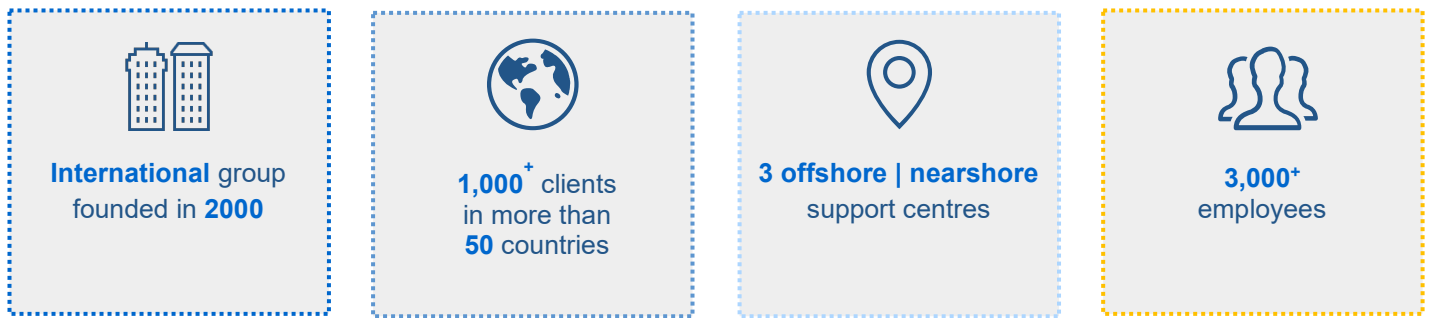 International group
founded in 2000
1,000+ clients
in more than
50 countries
3 offshore | nearshore
support centres
3,000+
employees